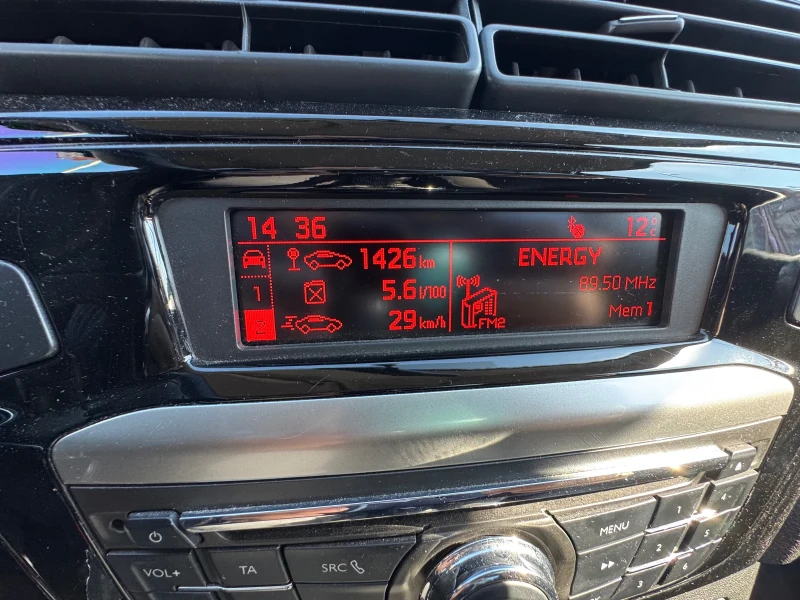 14 36 12°C
1426 km
1 5.6 l/100
2 29 km/h
ENERGY
89.50 MHz
Mem 1
FM2
MENU
1
2
3
4
5
6
VOL+
TA
SRC